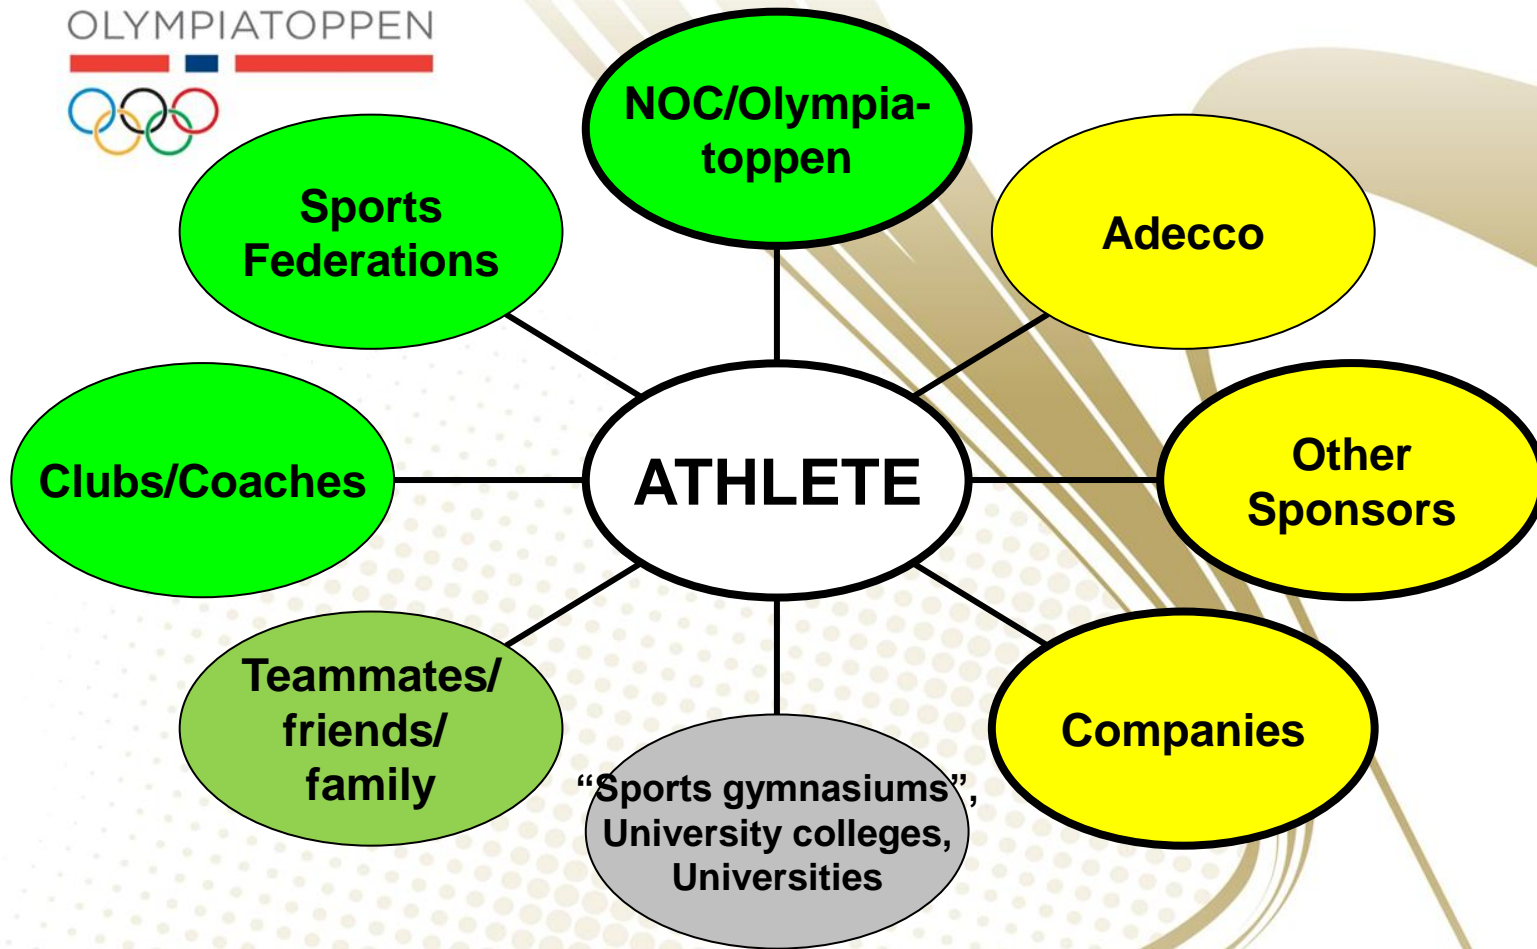 OLYMPIATOPPEN
NOC/Olympia-
toppen
Sports
Federations
Adecco
Clubs/Coaches
ATHLETE
Other
Sponsors
Teammates/
friends/
family
Companies
“Sports gymnasiums”,
University colleges,
Universities